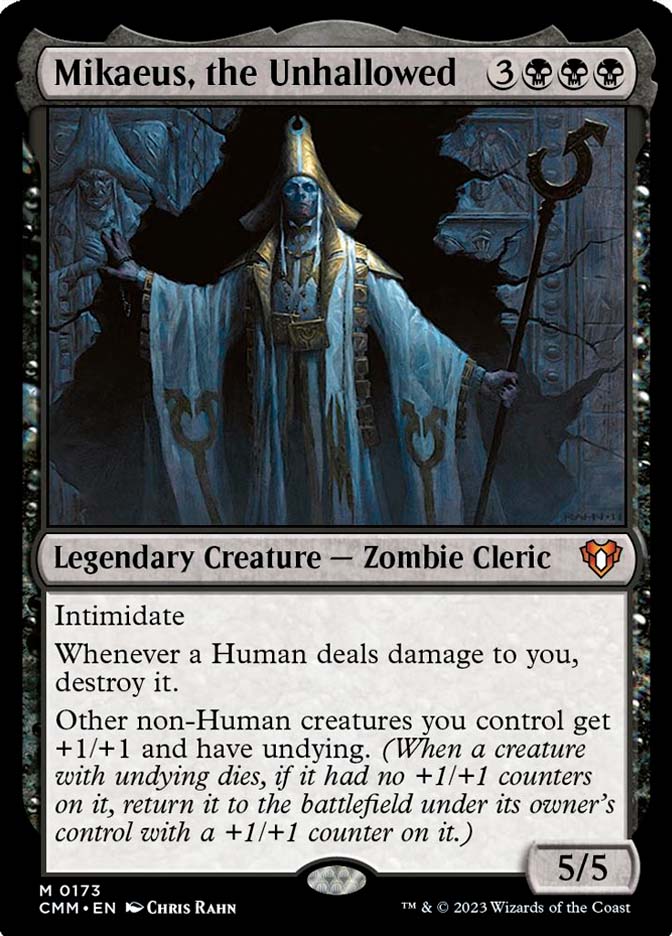 Mikaeus, the Unhallowed 3
Legendary Creature — Zombie Cleric
Intimidate
Whenever a Human deals damage to you,
destroy it.
Other non-Human creatures you control get
+1/+1 and have undying. (When a creature
with undying dies, if it had no +1/+1 counters
on it, return it to the battlefield under its owner's
control with a +1/+1 counter on it.)
5/5
M 0173
CMM • EN Chris Rahn
™ & © 2023 Wizards of the Coast